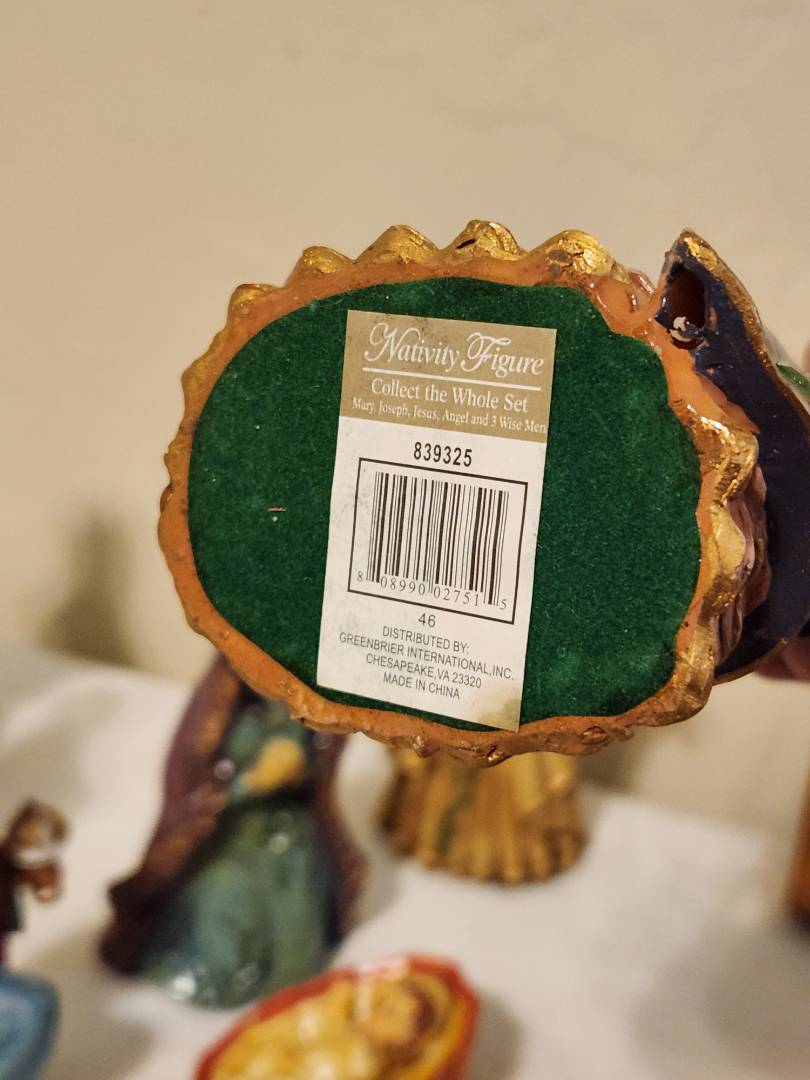 Nativity Figure
Collect the Whole Set
Mary, Joseph, Jesus, Angel and 3 Wise Men
839325
8 08990 02751 5
46
DISTRIBUTED BY:
GREENBRIER INTERNATIONAL,INC.
CHESAPEAKE,VA 23320
MADE IN CHINA